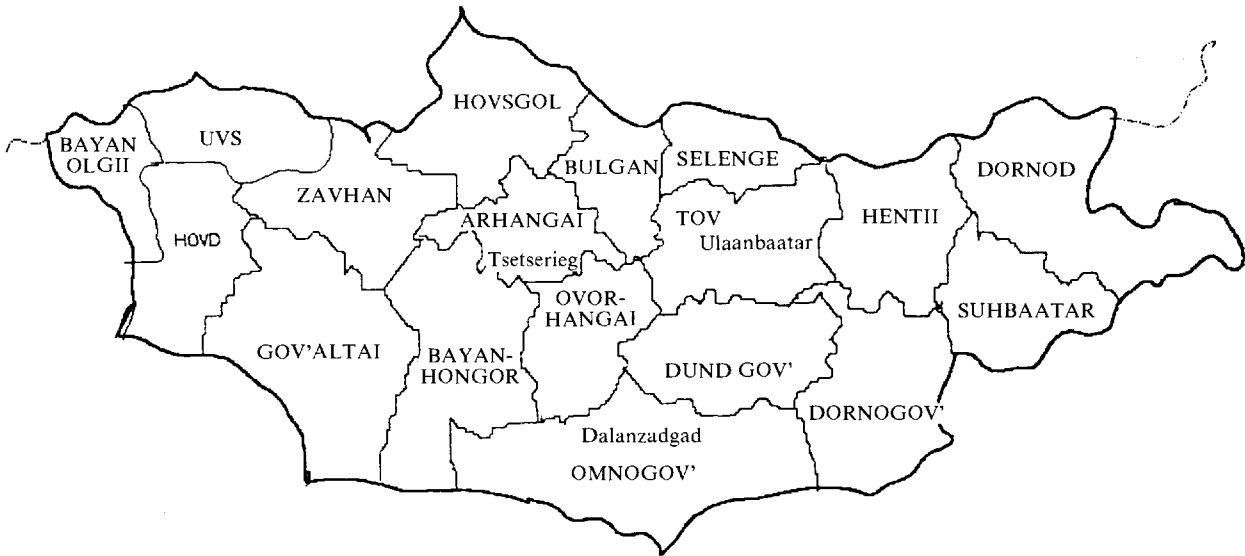 HOVSGOL
UVS
BAYAN
OLGII
BULGAN
SELENGE
DORNOD
ZAVHAN
ARHANGAI
TOV
HENTII
HOVD
Ulaanbaatar
Tsetserieg
OVOR-
HANGAI
SUHBAATAR
GOV'ALTAI
BAYAN-
HONGOR
DUND GOV'
DORNOGOV'
Dalanzadgad
OMNOGOV'